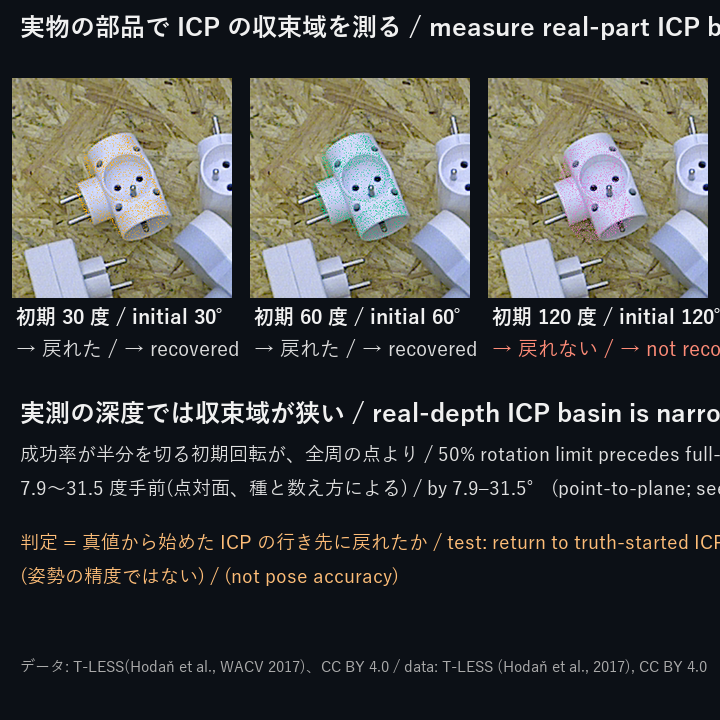 実物の部品で ICP の収束域を測る / measure real-part ICP b
初期 30 度 / initial 30°
→ 戻れた / → recovered
初期 60 度 / initial 60°
→ 戻れた / → recovered
初期 120 度 / initial 120°
→ 戻れない / → not reco
実測の深度では収束域が狭い / real-depth ICP basin is narro
成功率が半分を切る初期回転が、全周の点より / 50% rotation limit precedes full-
7.9〜31.5 度手前(点対面、種と数え方による) / by 7.9–31.5° (point-to-plane; see
判定 = 真値から始めた ICP の行き先に戻れたか / test: return to truth-started ICP
(姿勢の精度ではない) / (not pose accuracy)
データ: T-LESS(Hodaň et al., WACV 2017)、CC BY 4.0 / data: T-LESS (Hodaň et al., 2017), CC BY 4.0